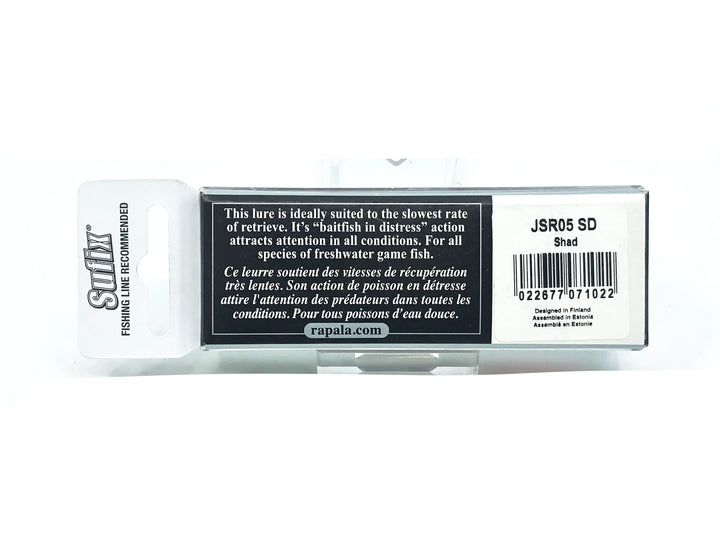 Sufix®
FISHING LINE RECOMMENDED
This lure is ideally suited to the slowest rate
of retrieve. It's “baitfish in distress” action
attracts attention in all conditions. For all
species of freshwater game fish.
Ce leurre soutient des vitesses de récupération
très lentes. Son action de poisson en détresse
attire l'attention des prédateurs dans toutes les
conditions. Pour tous poissons d'eau douce.
rapala.com
JSR05 SD
Shad
022677 071022
Designed in Finland
Assembled in Estonia
Assemblé en Estonie